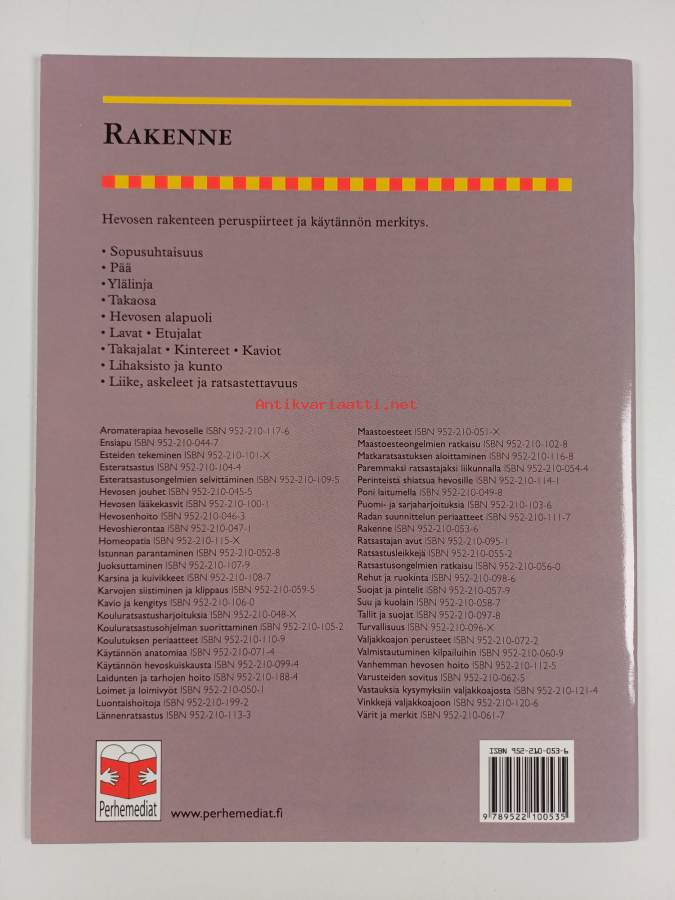 RAKENNE
Hevosen rakenteen peruspiirteet ja käytännön merkitys.
• Sopusuhtaisuus
• Pää
• Ylälinja
• Takaosa
• Hevosen alapuoli
• Lavat • Etujalat
• Takajalat • Kintereet • Kaviot
• Lihaksisto ja kunto
• Liike, askeleet ja ratsastettavuus
Antikvariaatti.net
Aromaterapiaa hevoselle ISBN 952-210-117-6
Ensiapu ISBN 952-210-044-7
Esteiden tekeminen ISBN 952-210-101-X
Esteratsastus ISBN 952-210-104-4
Esteratsastusongelmien selvittäminen ISBN 952-210-109-5
Hevosen jouhet ISBN 952-210-045-5
Hevosen lääkekasvit ISBN 952-210-100-1
Hevosenhoito ISBN 952-210-046-3
Hevoshierontaa ISBN 952-210-047-1
Homeopatia ISBN 952-210-115-X
Istunnan parantaminen ISBN 952-210-052-8
Juoksuttaminen ISBN 952-210-107-9
Karsina ja kuivikkeet ISBN 952-210-108-7
Karvojen siistiminen ja klippaus ISBN 952-210-059-5
Kavio ja kengitys ISBN 952-210-106-0
Kouluratsastusharjoituksia ISBN 952-210-048-X
Kouluratsastusohjelman suorittaminen ISBN 952-210-105-2
Koulutuksen periaatteet ISBN 952-210-110-9
Käytännön anatomiaa ISBN 952-210-071-4
Käytännön hevoskuiskausta ISBN 952-210-099-4
Laidunten ja tarhojen hoito ISBN 952-210-188-4
Loimet ja loimivyöt ISBN 952-210-050-1
Luontaishoitoja ISBN 952-210-199-2
Lännenratsastus ISBN 952-210-113-3
Maastoesteet ISBN 952-210-051-X
Maastoesteongelmien ratkaisu ISBN 952-210-102-8
Matkaratsastuksen aloittaminen ISBN 952-210-116-8
Paremmaksi ratsastajaksi liikunnalla ISBN 952-210-054-4
Perinteistä shiatsua hevosille ISBN 952-210-114-1
Poni laitumella ISBN 952-210-049-8
Puomi- ja sarjaharjoituksia ISBN 952-210-103-6
Radan suunnittelun periaatteet ISBN 952-210-111-7
Rakenne ISBN 952-210-053-6
Ratsastajan avut ISBN 952-210-095-1
Ratsastusleikkejä ISBN 952-210-055-2
Ratsastusongelmien ratkaisu ISBN 952-210-056-0
Rehut ja ruokinta ISBN 952-210-098-6
Suojat ja pintelit ISBN 952-210-057-9
Suu ja kuolain ISBN 952-210-058-7
Tallit ja suojat ISBN 952-210-097-8
Turvallisuus ISBN 952-210-096-X
Valjakkoajon perusteet ISBN 952-210-072-2
Valmistautuminen kilpailuihin ISBN 952-210-060-9
Vanhemman hevosen hoito ISBN 952-210-112-5
Varusteiden sovitus ISBN 952-210-062-5
Vastauksia kysymyksiin valjakkoajosta ISBN 952-210-121-4
Vinkkejä valjakkoajoon ISBN 952-210-120-6
Värit ja merkit ISBN 952-210-061-7
Perhemediat
www.perhemediat.fi
ISBN 952-210-053-6
9 789522 100535